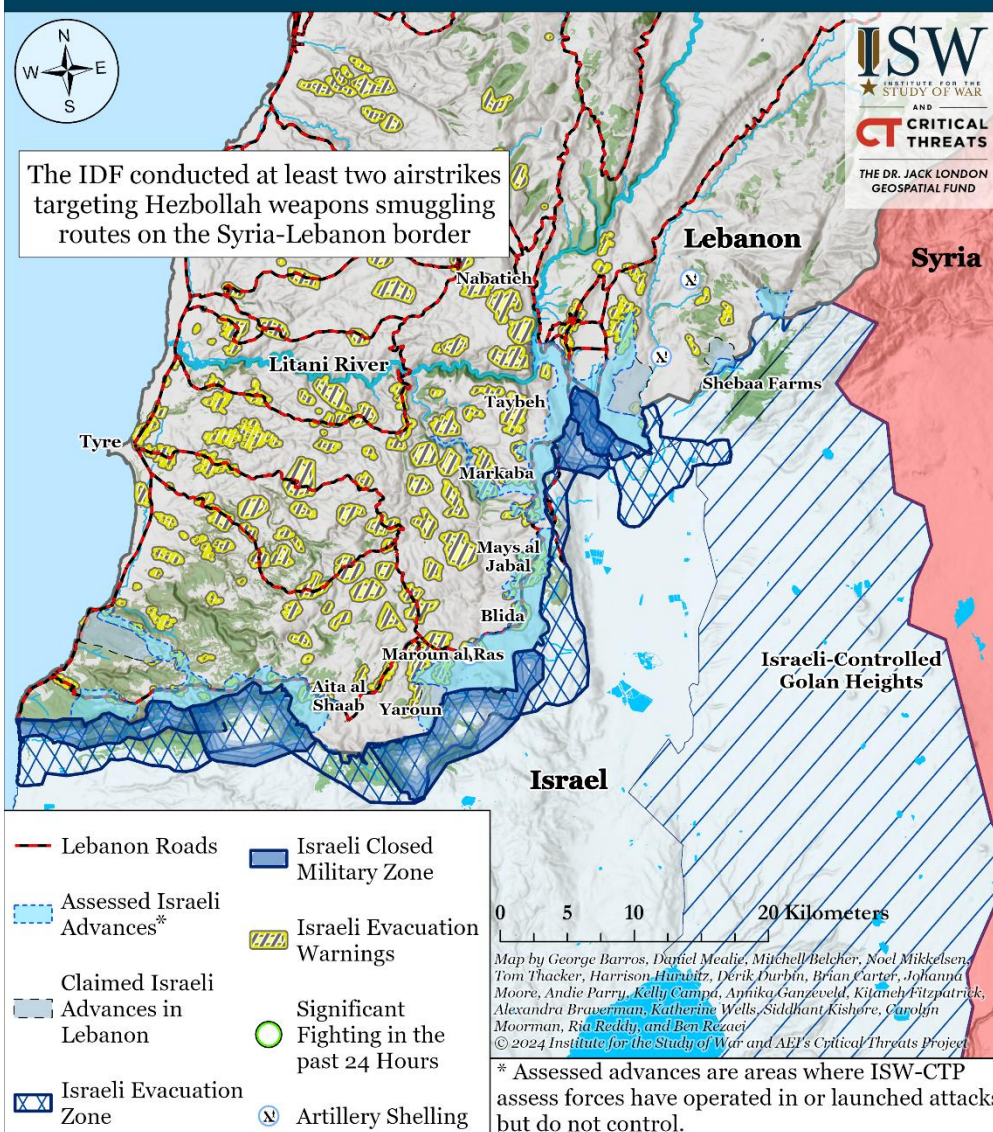 N
W E
S
ISW
INSTITUTE FOR THE
STUDY OF WAR
AND
CT CRITICAL
THREATS
THE DR. JACK LONDON
GEOSPATIAL FUND
The IDF conducted at least two airstrikes
targeting Hezbollah weapons smuggling
routes on the Syria-Lebanon border
Lebanon
Syria
Nabatieh
Litani River
Shebaa Farms
Taybeh
Tyre
Markaba
Mays al
Jabal
Blida
Maroun al Ras
Israeli-Controlled
Golan Heights
Aita al
Shaab
Yaroun
Israel
Lebanon Roads
Assessed Israeli
Advances*
Claimed Israeli
Advances in
Lebanon
Israeli Evacuation
Zone
Israeli Closed
Military Zone
Israeli Evacuation
Warnings
Significant
Fighting in the
past 24 Hours
Artillery Shelling
0 5 10 20 Kilometers
Map by George Barros, Daniel Mealie, Mitchell Belcher, Noel Mikkelsen,
Tom Thacker, Harrison Hurwitz, Derik Durbin, Brian Carter, Johanna
Moore, Andie Parry, Kelly Campa, Annika Ganzeveld, Kitaneh Fitzpatrick,
Alexandra Braverman, Katherine Wells, Siddhant Kishore, Carolyn
Moorman, Ria Reddy, and Ben Rezaei
© 2024 Institute for the Study of War and AEI's Critical Threats Project
* Assessed advances are areas where ISW-CTP
assess forces have operated in or launched attacks
but do not control.